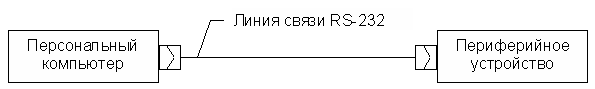 Линия связи RS-232
Персональный
компьютер
Периферийное
устройство